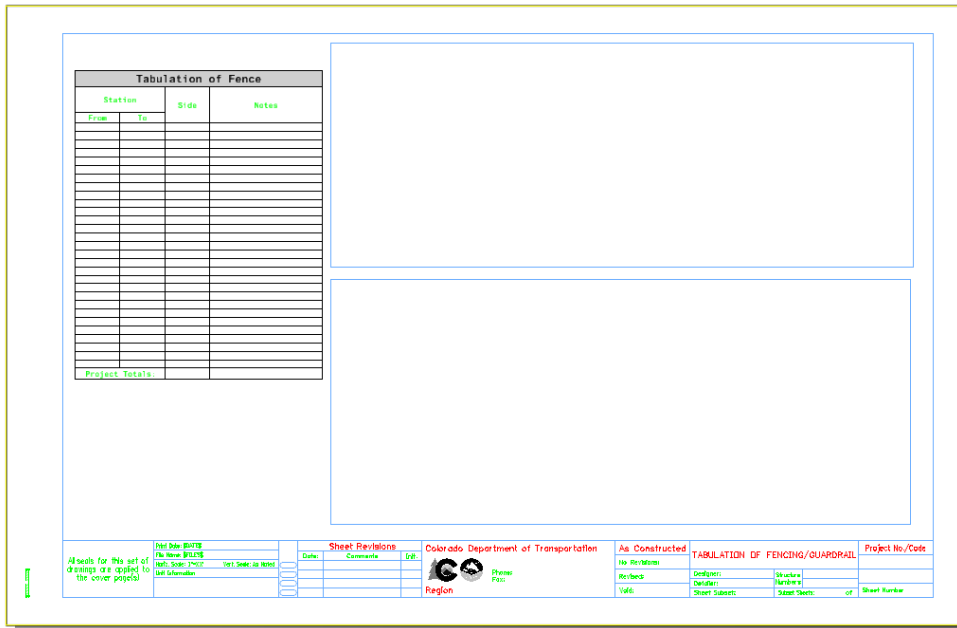 Tabulation of Fence
Station
Side
Notes
From
To
Project Totals
All seals for this set of
drawings are applied to
the cover page(s)
Print Date: $DATE$
File Name: $FILES$
Horiz. Scale: 1"=20' Vert. Scale: As Noted
Unit Information
Sheet Revisions
Date: Comments Init.
Colorado Department of Transportation
Phone:
Fax:
Region
As Constructed
No Revisions:
Revised:
Void:
TABULATION OF FENCING/GUARDRAIL
Designer:
Detailer:
Structure
Numbers
Sheet Subset:
Subset Sheets: of
Project No./Code
Sheet Number